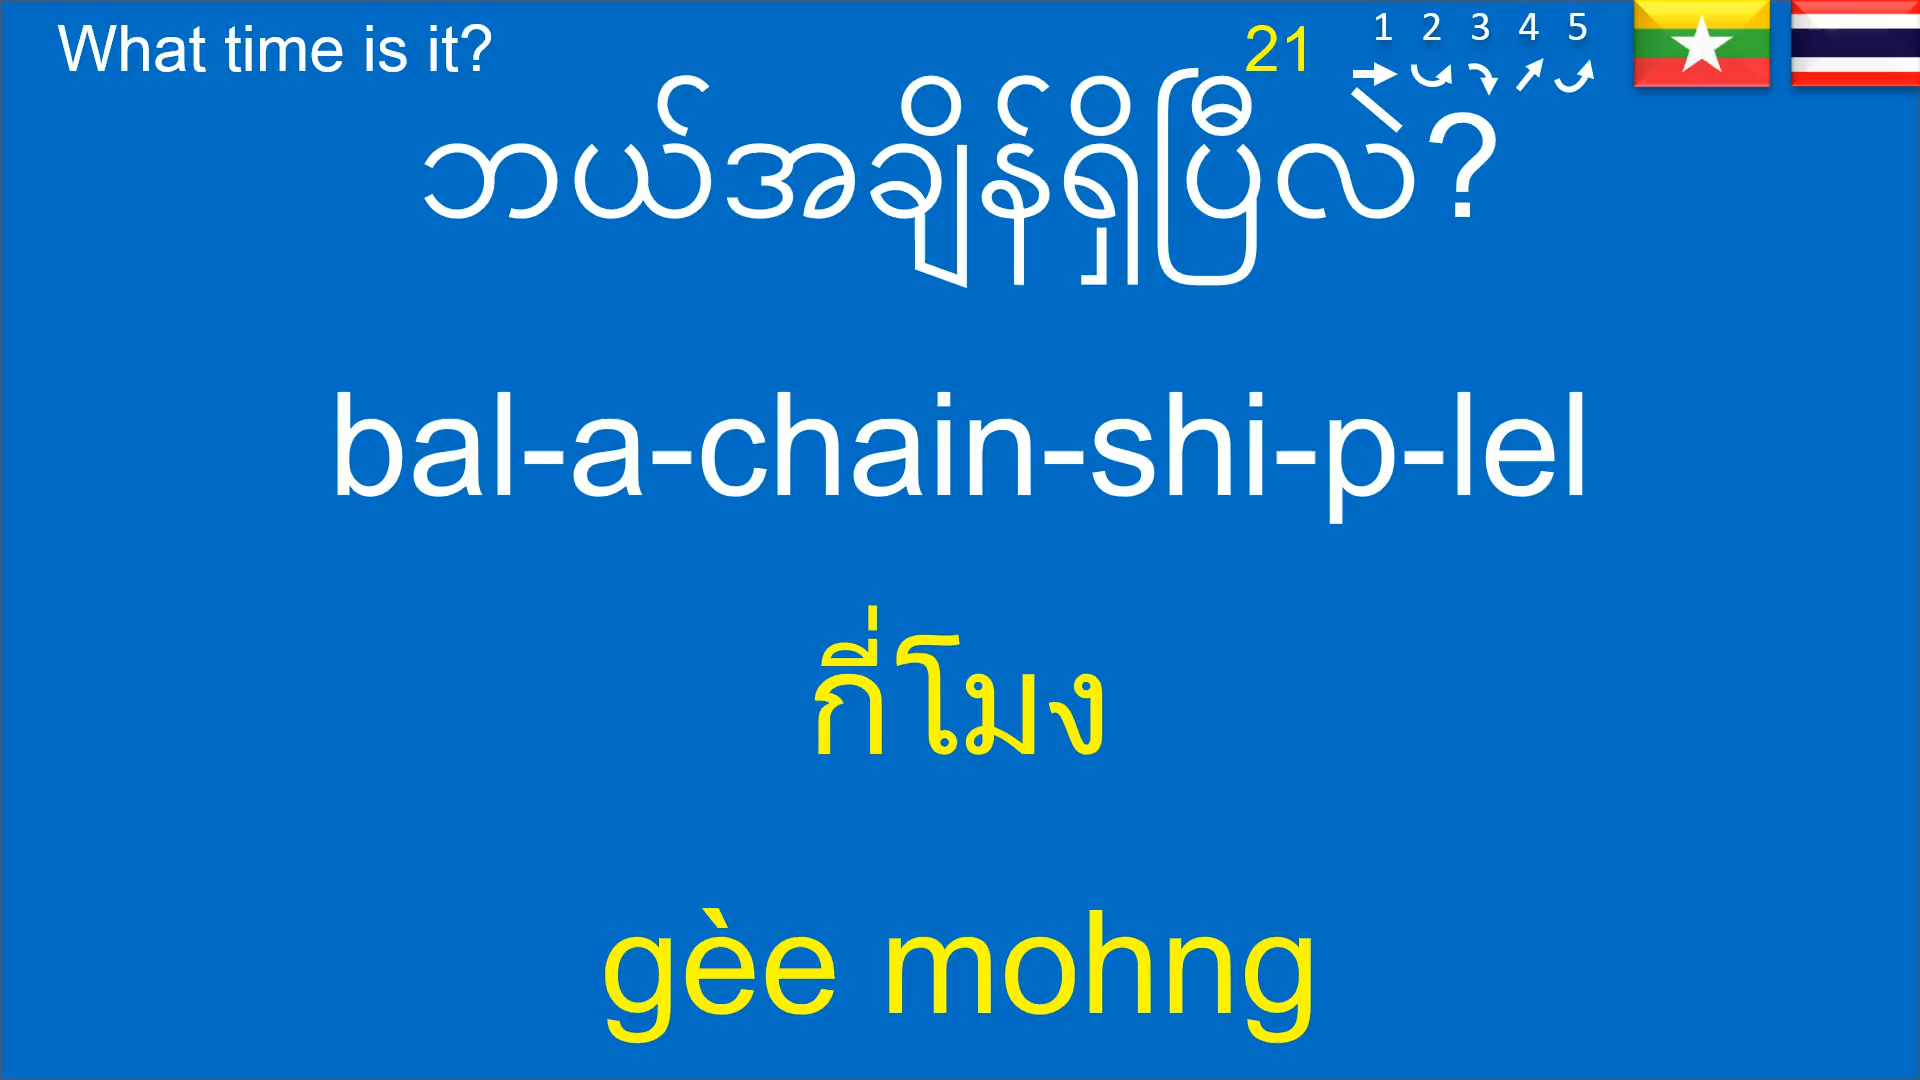 What time is it?
21
1 2 3 4 5
ဘယ်အချိန်ရှိပြီလဲ?
bal-a-chain-shi-p-lel
กี่โมง
gèe mohng